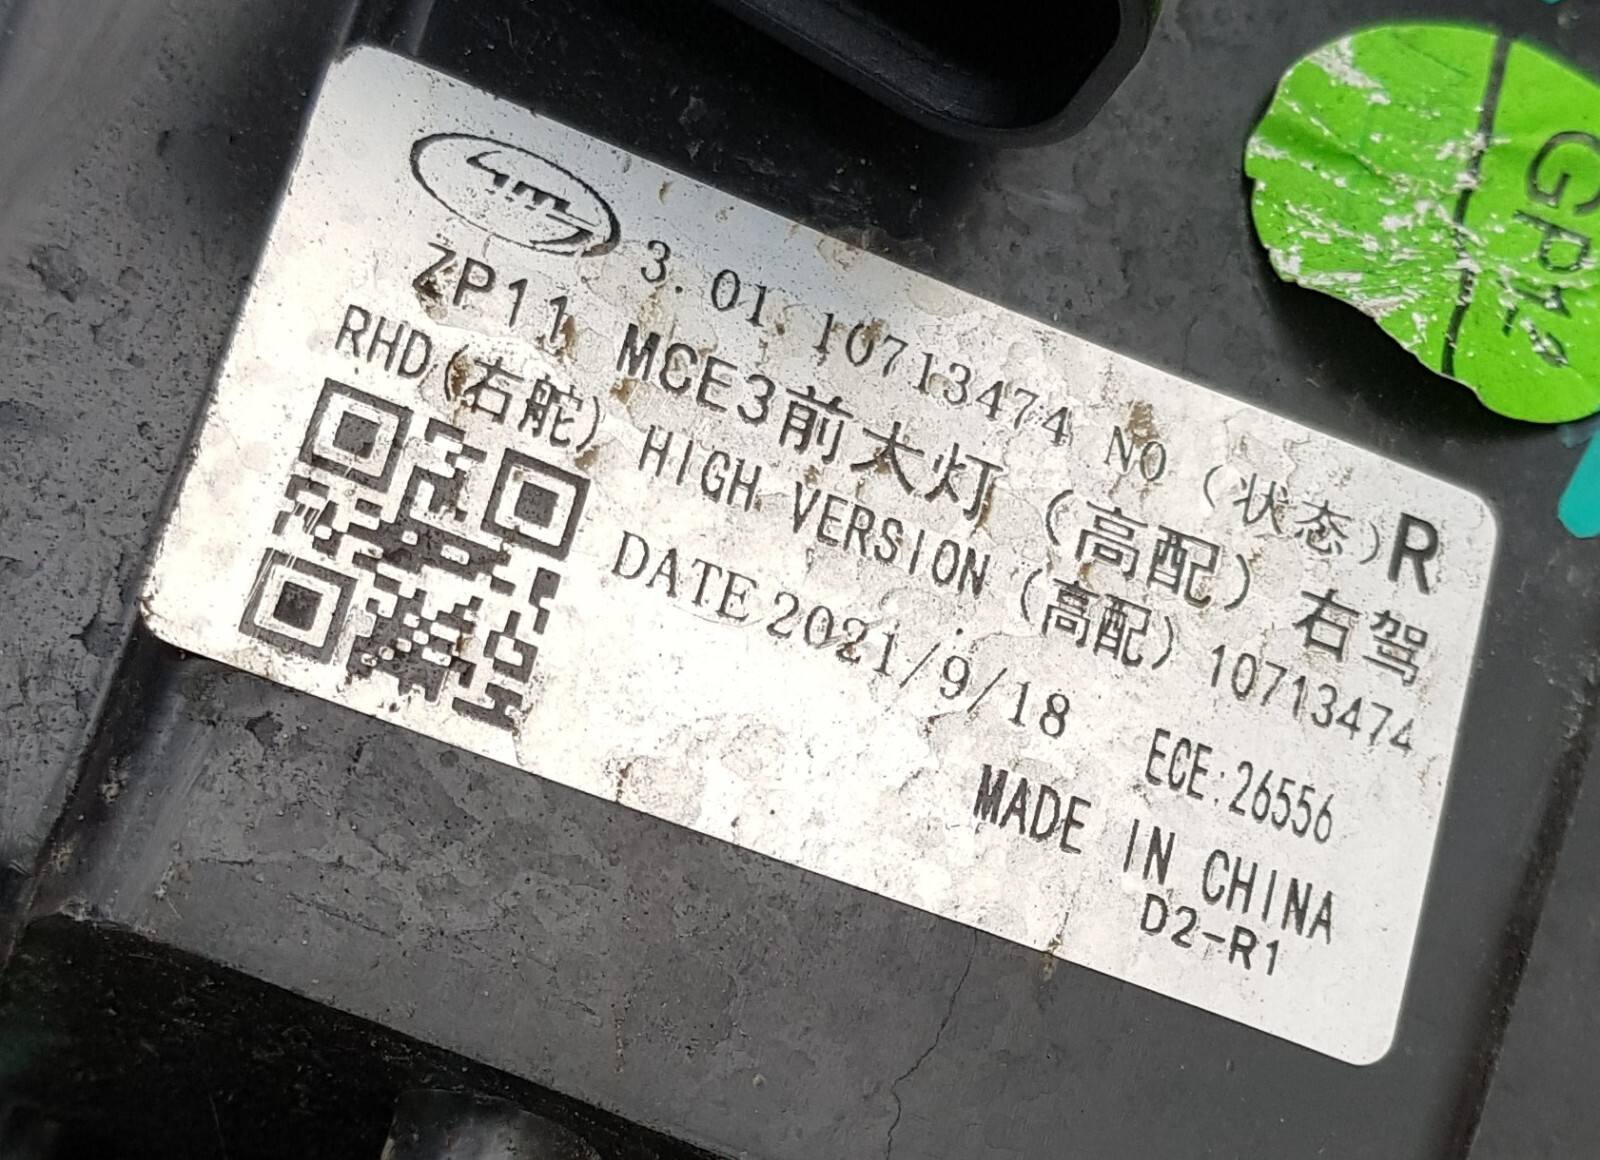 3.01 10713474 NO (状态) R
ZP11 MCE3前大灯 (高配) 右驾
RHD(右舵) HIGH VERSION (高配) 10713474
DATE 2021/9/18 ECE:26556
MADE IN CHINA
D2-R1